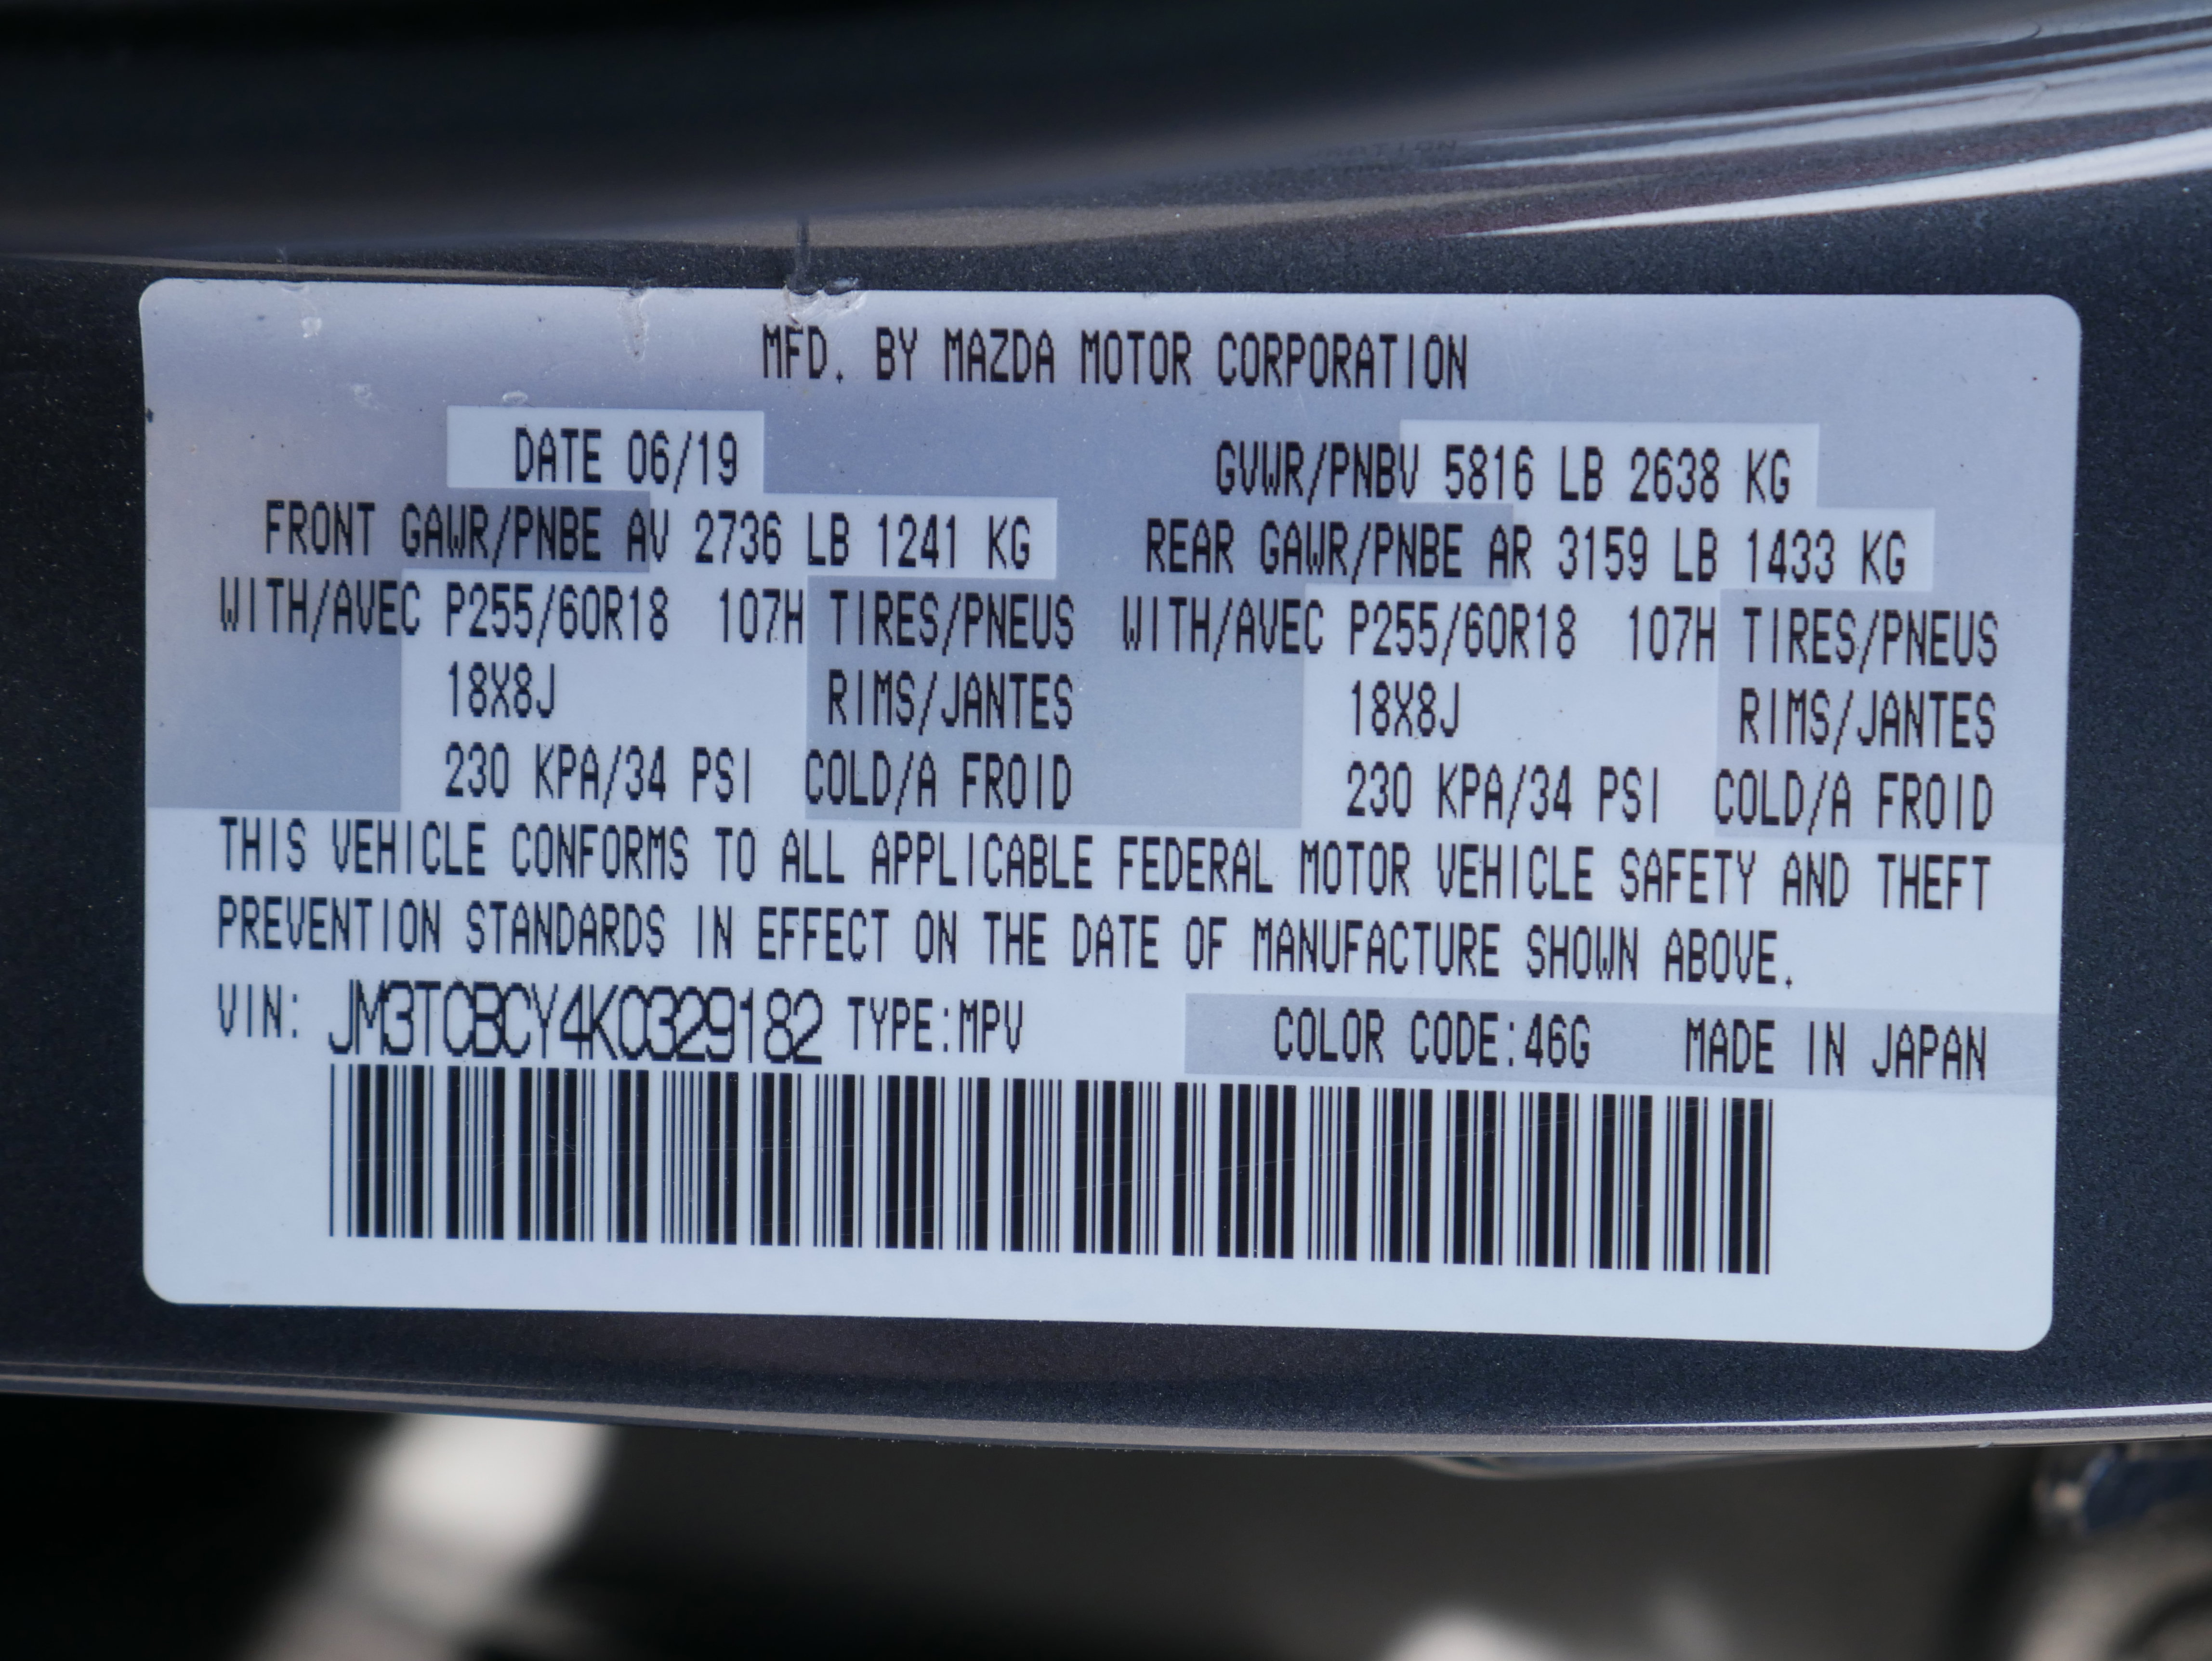 MFD. BY MAZDA MOTOR CORPORATION
DATE 06/19 GVWR/PNBV 5816 LB 2638 KG
FRONT GAWR/PNBE AV 2736 LB 1241 KG REAR GAWR/PNBE AR 3159 LB 1433 KG
WITH/AVEC P255/60R18 107H TIRES/PNEUS WITH/AVEC P255/60R18 107H TIRES/PNEUS
18X8J RIMS/JANTES 18X8J RIMS/JANTES
230 KPA/34 PSI COLD/A FROID 230 KPA/34 PSI COLD/A FROID
THIS VEHICLE CONFORMS TO ALL APPLICABLE FEDERAL MOTOR VEHICLE SAFETY AND THEFT
PREVENTION STANDARDS IN EFFECT ON THE DATE OF MANUFACTURE SHOWN ABOVE.
VIN: JM3TCBCY4K0329182 TYPE:MPV COLOR CODE:46G MADE IN JAPAN